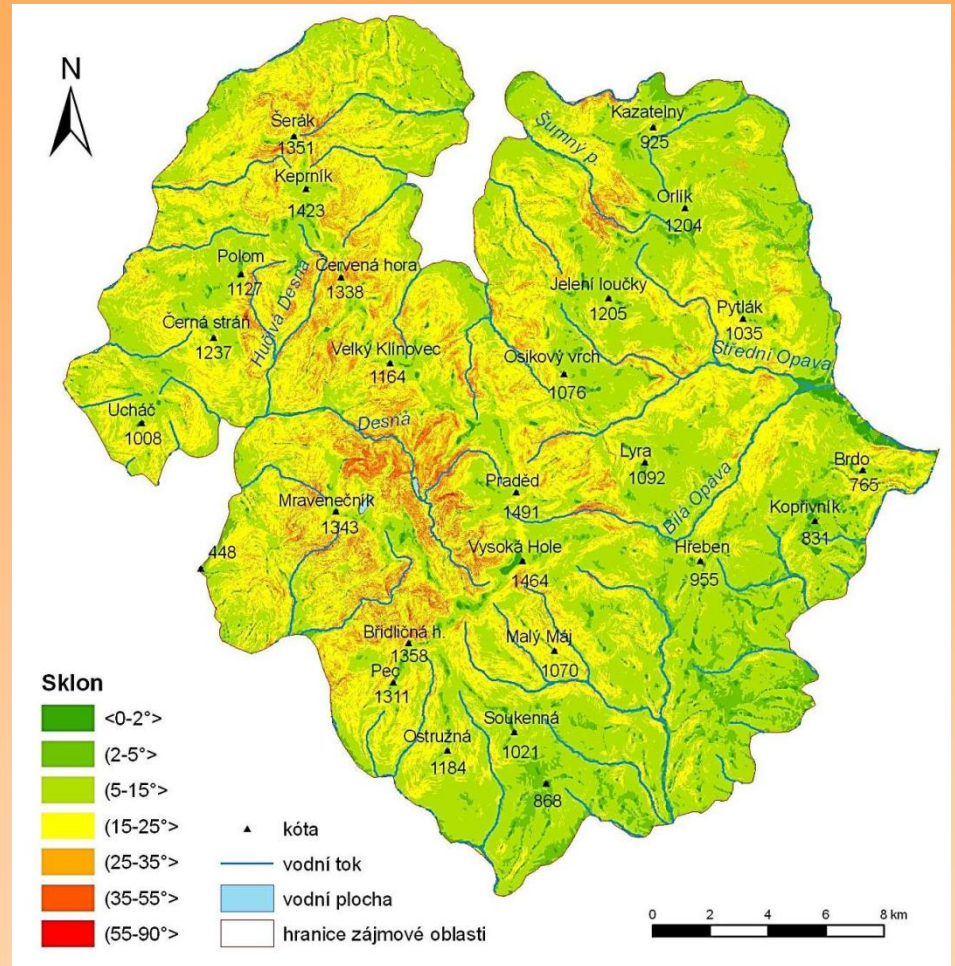 N
Kazatelny
925
Šumný p.
Šerák
1351
Keprník
1423
Orlík
1204
Polom
1127
Červená hora
1338
Hučivá Desná
Jelení loučky
1205
Pytlák
1035
Černá stráň
1237
Střední Opava
Velký Klínovec
1164
Osikový vrch
1076
Ucháč
1008
Desná
Lyra
1092
Brdo
765
Praděd
1491
Bílá Opava
Mravenečník
1343
Kopřivník
831
Vysoká Hole
1464
Hřeben
955
448
Břidličná h.
1358
Malý Máj
1070
Pec
1311
Soukenná
1021
Ostružná
1184
868
Sklon
<0-2°>
(2-5°>
(5-15°>
(15-25°>
(25-35°>
(35-55°>
(55-90°>
kóta
vodní tok
vodní plocha
hranice zájmové oblasti
0 2 4 6 8 km